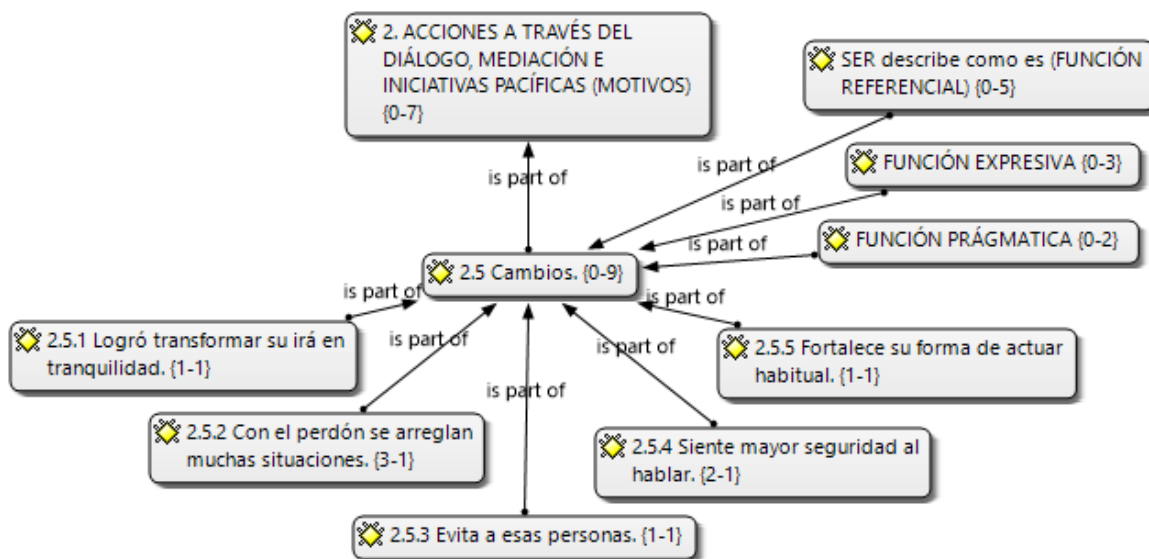 2. ACCIONES A TRAVÉS DEL
DIÁLOGO, MEDIACIÓN E
INICIATIVAS PACÍFICAS (MOTIVOS)
{0-7}
SER describe como es (FUNCIÓN
REFERENCIAL) {0-5}
is part of
is part of
FUNCIÓN EXPRESIVA {0-3}
is part of
FUNCIÓN PRÁGMATICA {0-2}
is part of
2.5 Cambios. {0-9}
is part of
is part of
2.5.1 Logró transformar su irá en
tranquilidad. {1-1}
is part of
is part of
2.5.5 Fortalece su forma de actuar
habitual. {1-1}
is part of
2.5.2 Con el perdón se arreglan
muchas situaciones. {3-1}
2.5.4 Siente mayor seguridad al
hablar. {2-1}
2.5.3 Evita a esas personas. {1-1}